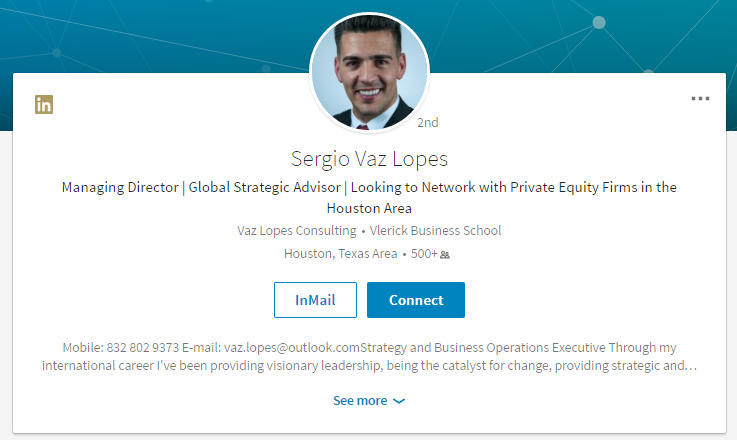 in
2nd
Sergio Vaz Lopes
Managing Director | Global Strategic Advisor | Looking to Network with Private Equity Firms in the
Houston Area
Vaz Lopes Consulting • Vlerick Business School
Houston, Texas Area • 500+
InMail
Connect
Mobile: 832 802 9373 E-mail: vaz.lopes@outlook.comStrategy and Business Operations Executive Through my
international career I've been providing visionary leadership, being the catalyst for change, providing strategic and…
See more